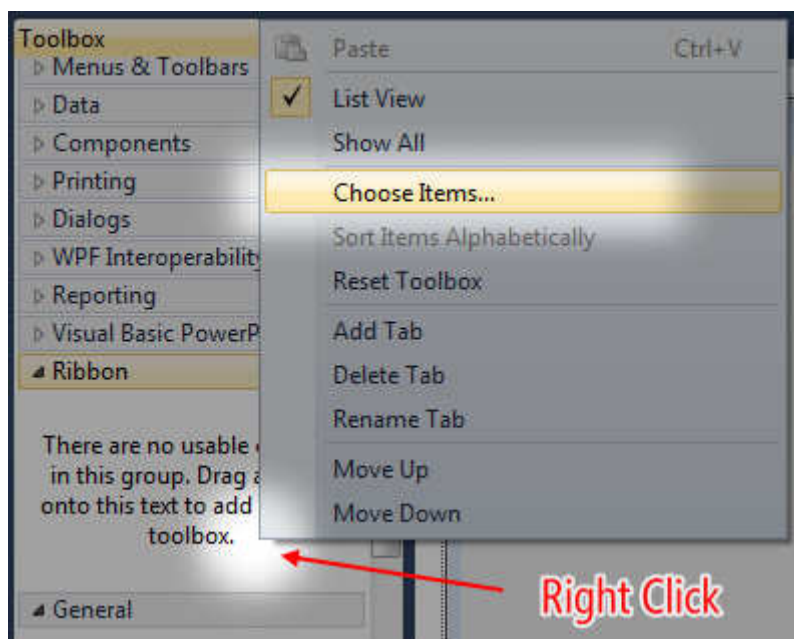 Toolbox
Menus & Toolbars
Data
Components
Printing
Dialogs
WPF Interoperability
Reporting
Visual Basic PowerP
Ribbon
There are no usable
in this group. Drag a
onto this text to add
toolbox.
General
Paste Ctrl+V
List View
Show All
Choose Items...
Sort Items Alphabetically
Reset Toolbox
Add Tab
Delete Tab
Rename Tab
Move Up
Move Down
Right Click